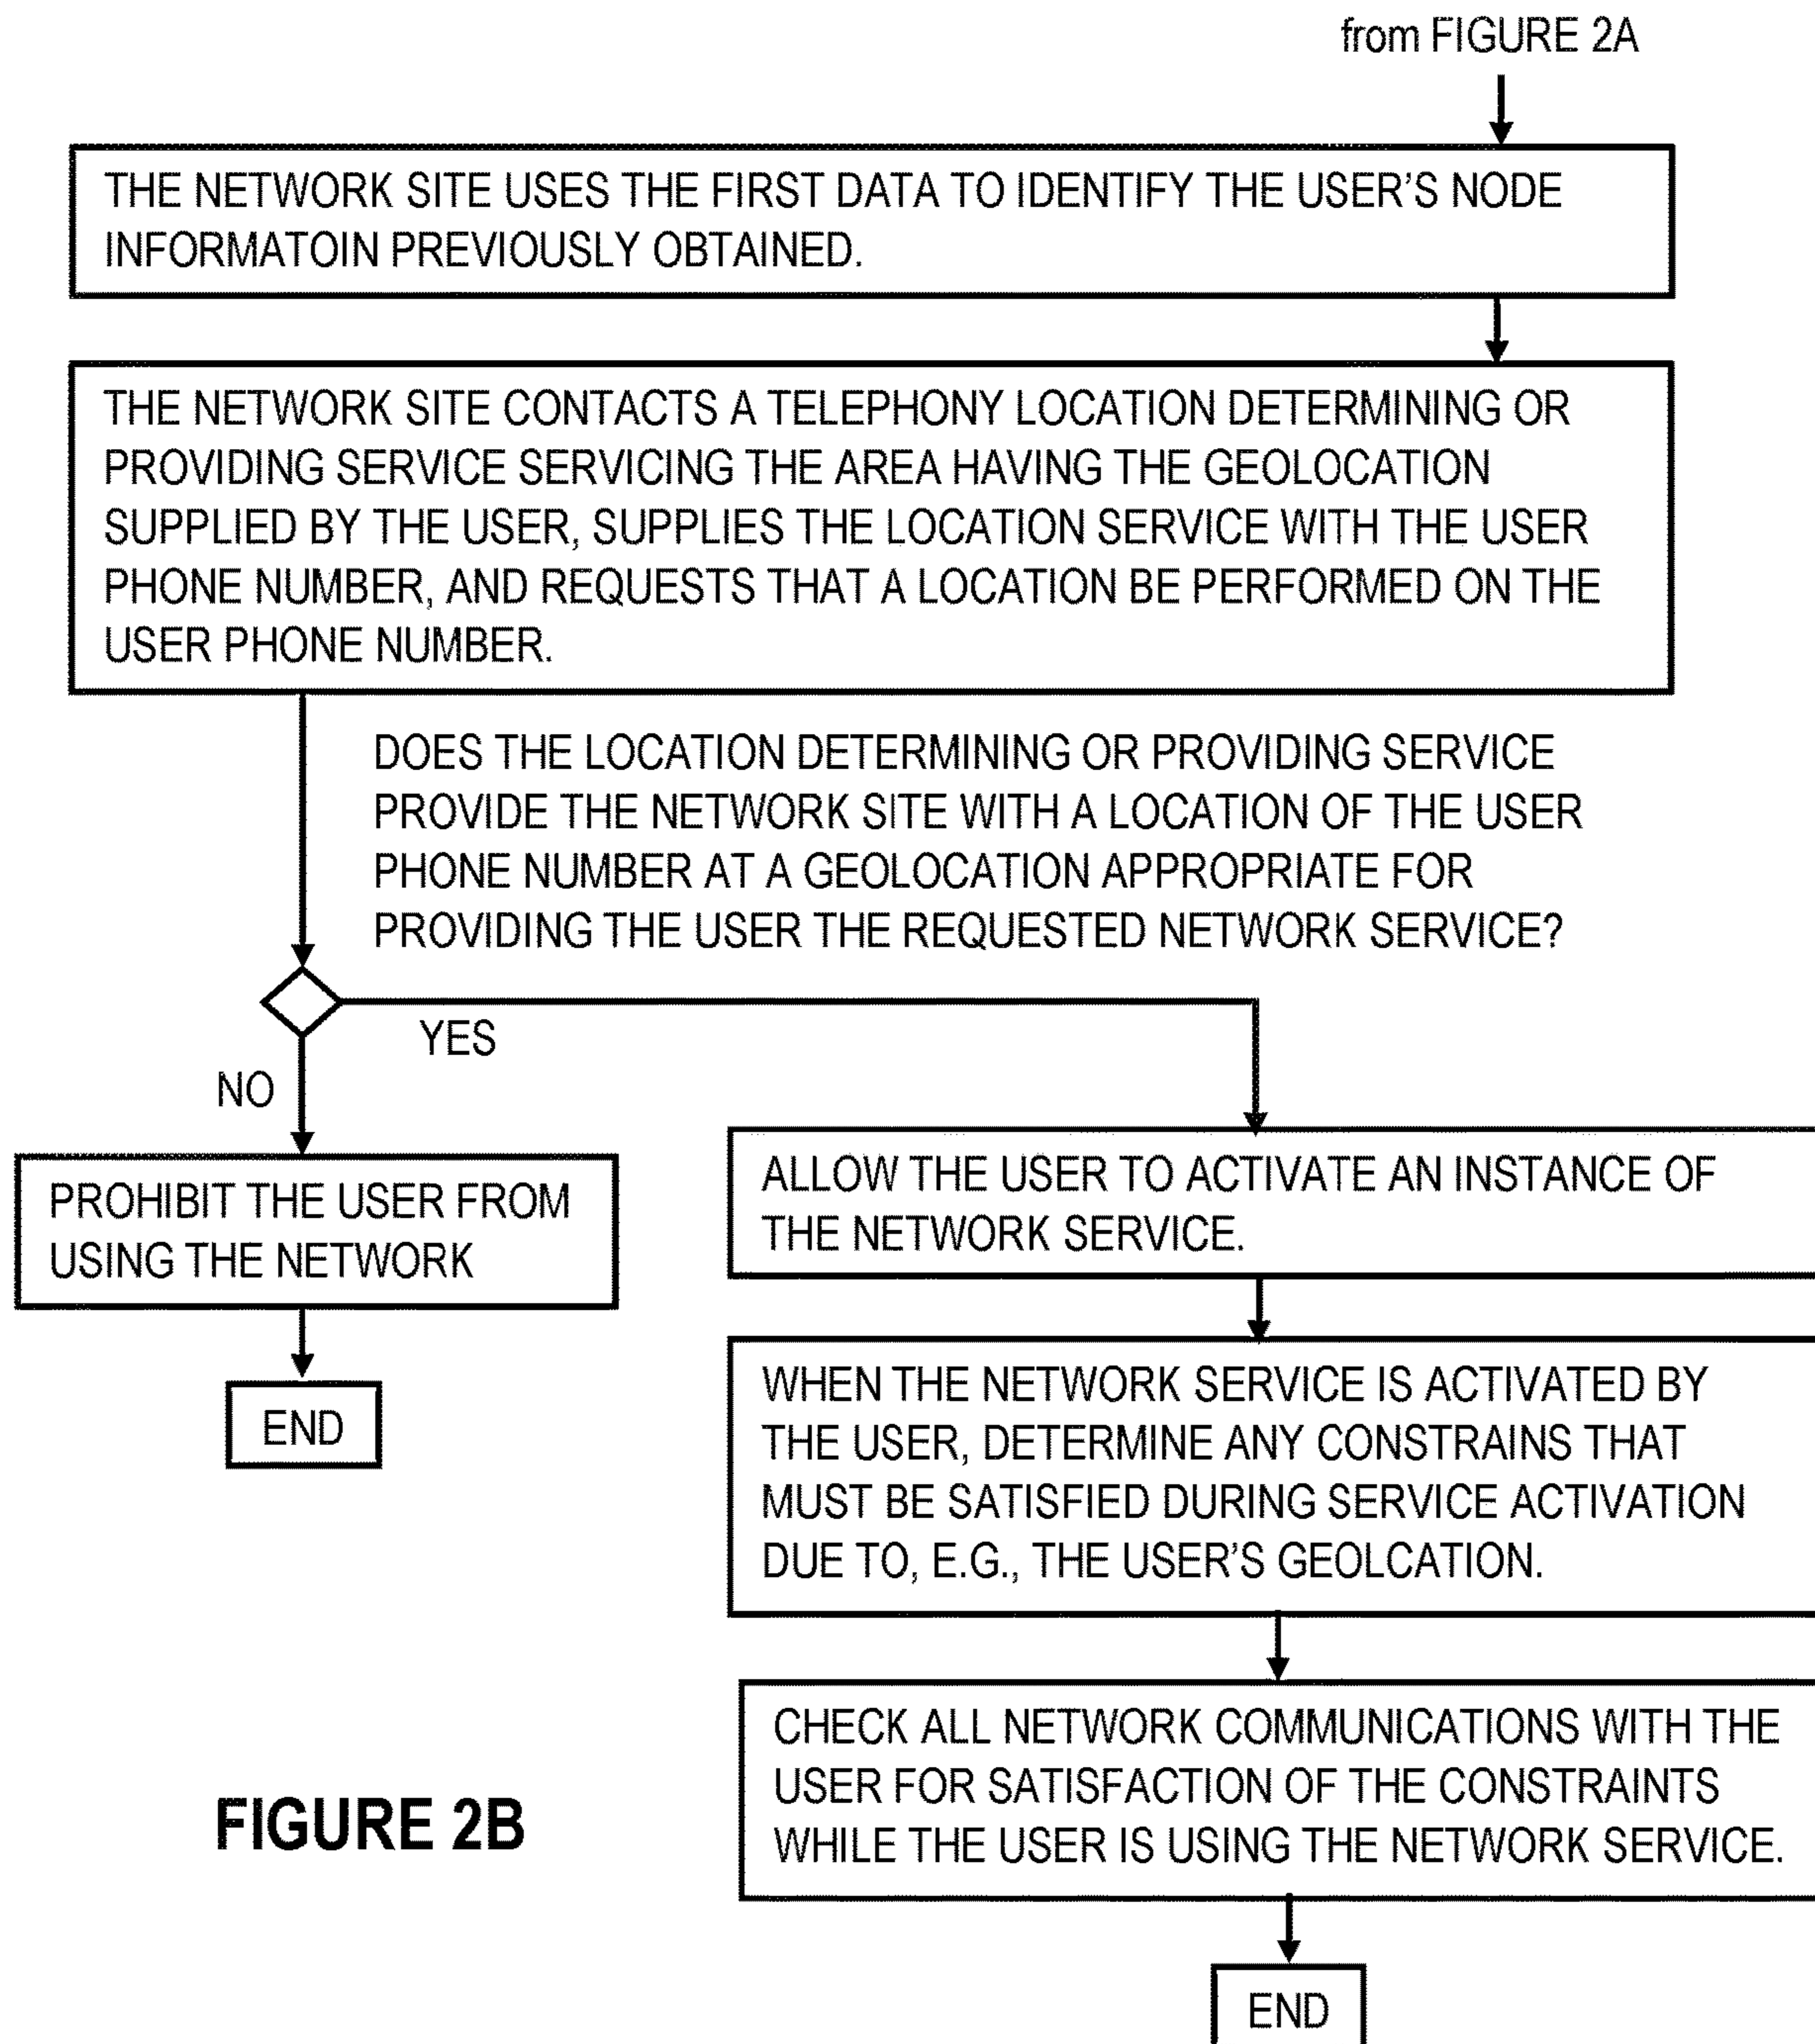 from FIGURE 2A
THE NETWORK SITE USES THE FIRST DATA TO IDENTIFY THE USER'S NODE
INFORMATOIN PREVIOUSLY OBTAINED.
THE NETWORK SITE CONTACTS A TELEPHONY LOCATION DETERMINING OR
PROVIDING SERVICE SERVICING THE AREA HAVING THE GEOLOCATION
SUPPLIED BY THE USER, SUPPLIES THE LOCATION SERVICE WITH THE USER
PHONE NUMBER, AND REQUESTS THAT A LOCATION BE PERFORMED ON THE
USER PHONE NUMBER.
DOES THE LOCATION DETERMINING OR PROVIDING SERVICE
PROVIDE THE NETWORK SITE WITH A LOCATION OF THE USER
PHONE NUMBER AT A GEOLOCATION APPROPRIATE FOR
PROVIDING THE USER THE REQUESTED NETWORK SERVICE?
YES
NO
PROHIBIT THE USER FROM
USING THE NETWORK
END
ALLOW THE USER TO ACTIVATE AN INSTANCE OF
THE NETWORK SERVICE.
WHEN THE NETWORK SERVICE IS ACTIVATED BY
THE USER, DETERMINE ANY CONSTRAINS THAT
MUST BE SATISFIED DURING SERVICE ACTIVATION
DUE TO, E.G., THE USER'S GEOLCATION.
CHECK ALL NETWORK COMMUNICATIONS WITH THE
USER FOR SATISFACTION OF THE CONSTRAINTS
WHILE THE USER IS USING THE NETWORK SERVICE.
END
FIGURE 2B